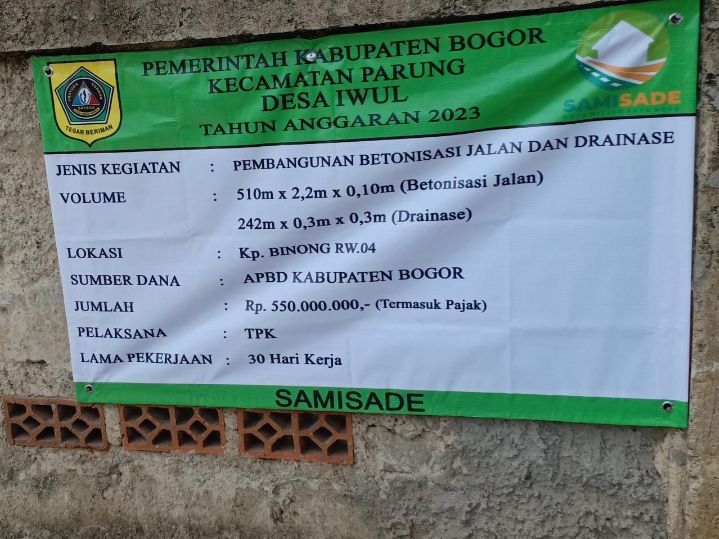 PEMERINTAH KABUPATEN BOGOR
KECAMATAN PARUNG
DESA IWUL
TAHUN ANGGARAN 2023
TEGAR BERIMAN
SAMISADE
JENIS KEGIATAN : PEMBANGUNAN BETONISASI JALAN DAN DRAINASE
VOLUME : 510m x 2,2m x 0,10m (Betonisasi Jalan)
242m x 0,3m x 0,3m (Drainase)
LOKASI : Kp. BINONG RW.04
SUMBER DANA : APBD KABUPATEN BOGOR
JUMLAH : Rp. 550.000.000,- (Termasuk Pajak)
PELAKSANA : TPK
LAMA PEKERJAAN : 30 Hari Kerja
SAMISADE